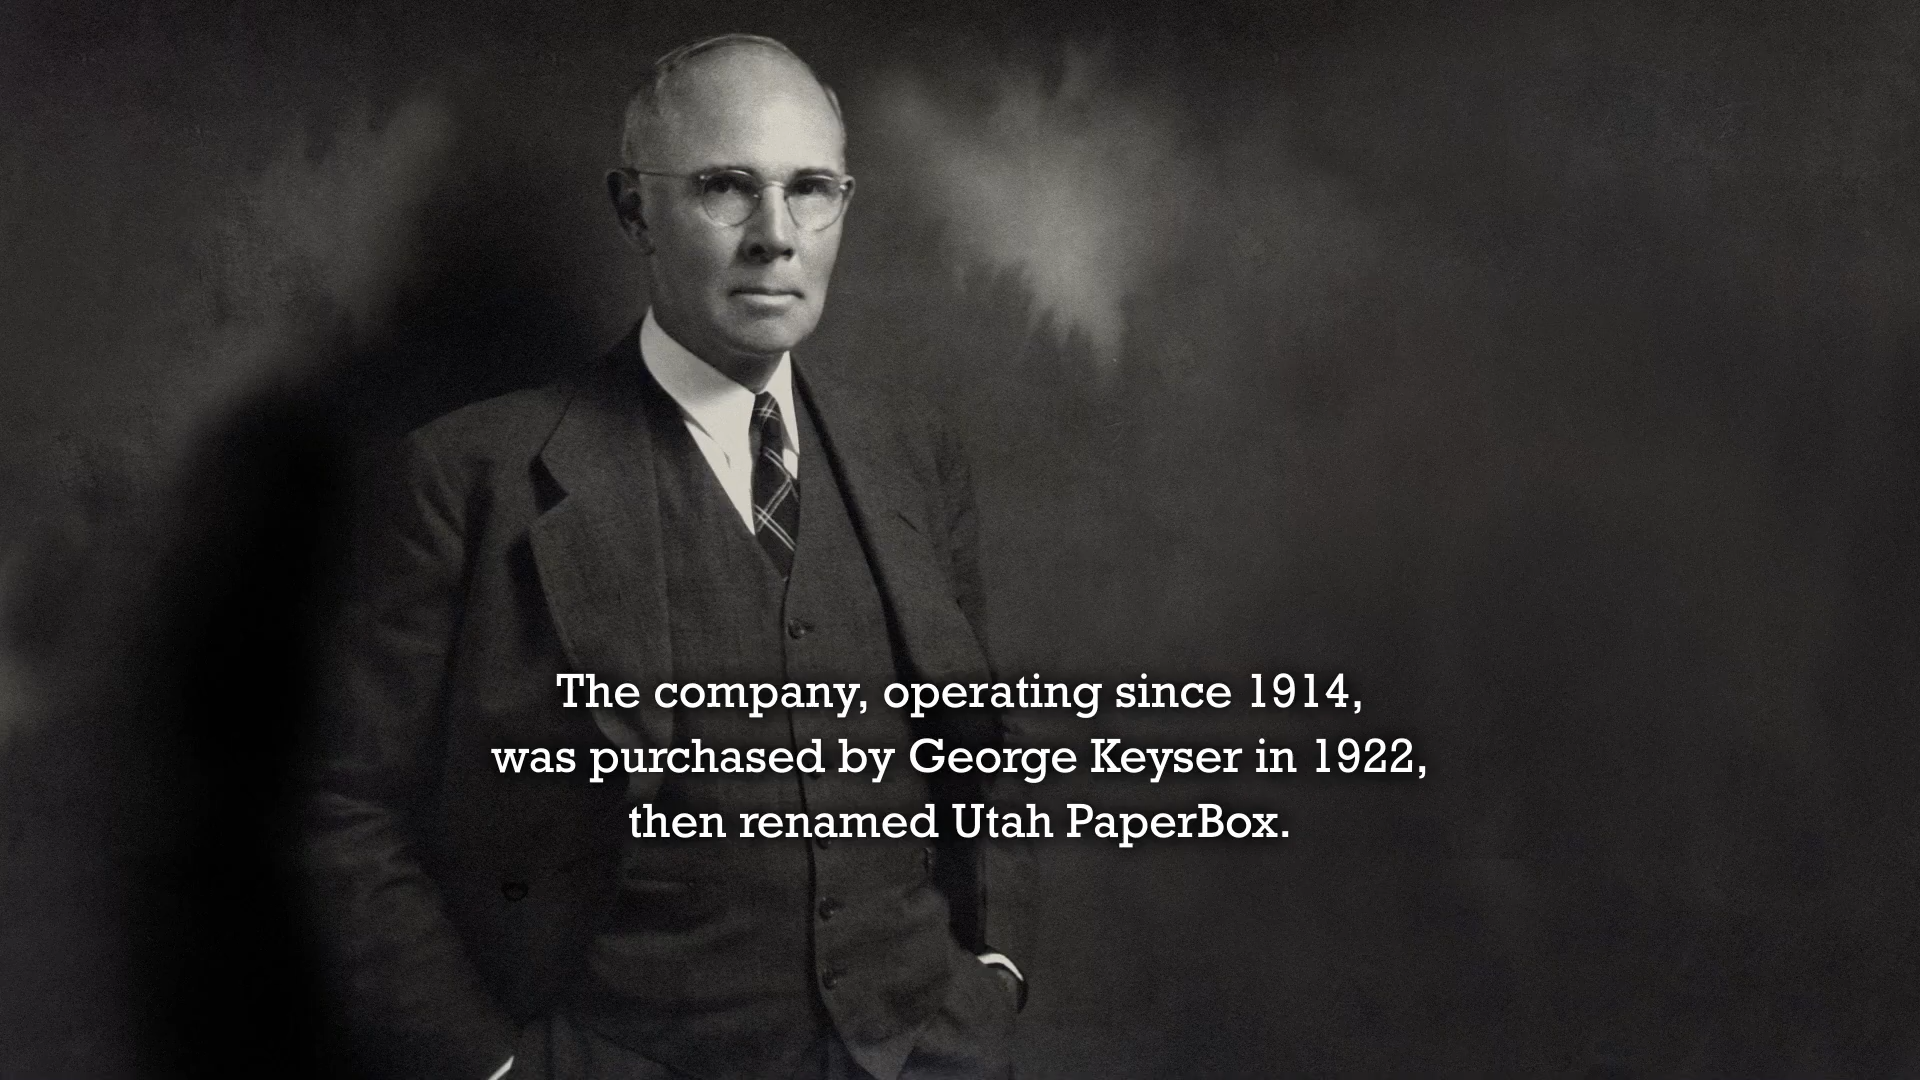 The company, operating since 1914,
was purchased by George Keyser in 1922,
then renamed Utah PaperBox.